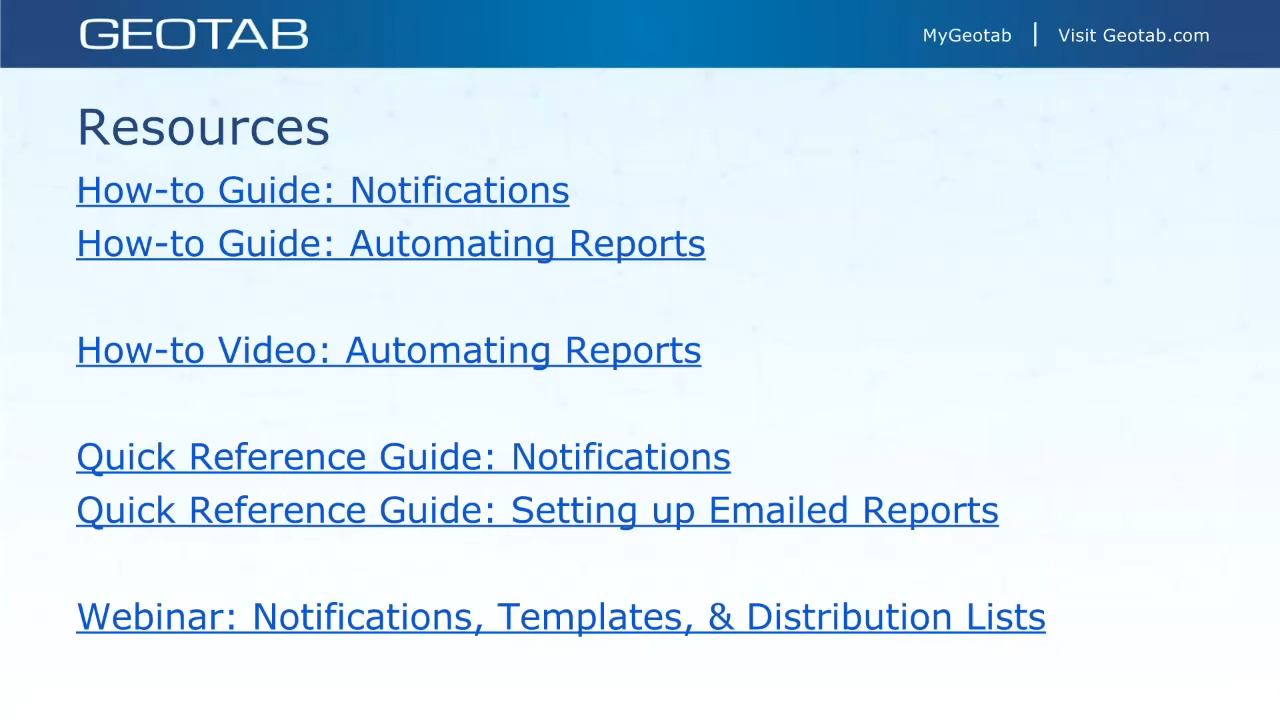 GEOTAB
MyGeotab | Visit Geotab.com
Resources
How-to Guide: Notifications
How-to Guide: Automating Reports
How-to Video: Automating Reports
Quick Reference Guide: Notifications
Quick Reference Guide: Setting up Emailed Reports
Webinar: Notifications, Templates, & Distribution Lists